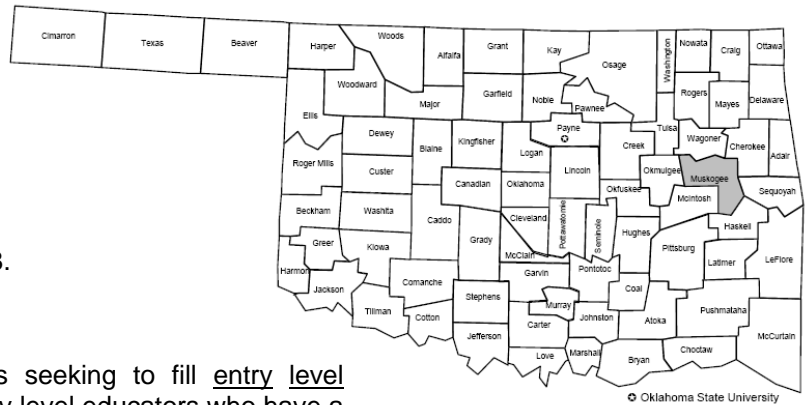 Cimarron Texas Beaver Harper Woods Alfalfa Grant Kay Osage Washington Nowata Craig Ottawa
Ellis Woodward Major Garfield Noble Pawnee Rogers Mayes Delaware
Dewey Blaine Kingfisher Logan Payne Creek Tulsa Wagoner Cherokee Adair
Roger Mills Custer Canadian Oklahoma Lincoln Okfuskee Okmulgee Muskogee Sequoyah
Beckham Washita Caddo Grady Cleveland Pottawatomie Seminole Hughes McIntosh Haskell
Greer Kiowa McClain Garvin Pontotoc Pittsburg Latimer LeFlore
Harmon Jackson Comanche Stephens Murray Coal
Tillman Cotton Jefferson Carter Johnston Atoka Pushmataha McCurtain
Love Marshall Bryan Choctaw
3.
s seeking to fill entry level
y level educators who have a
Oklahoma State University